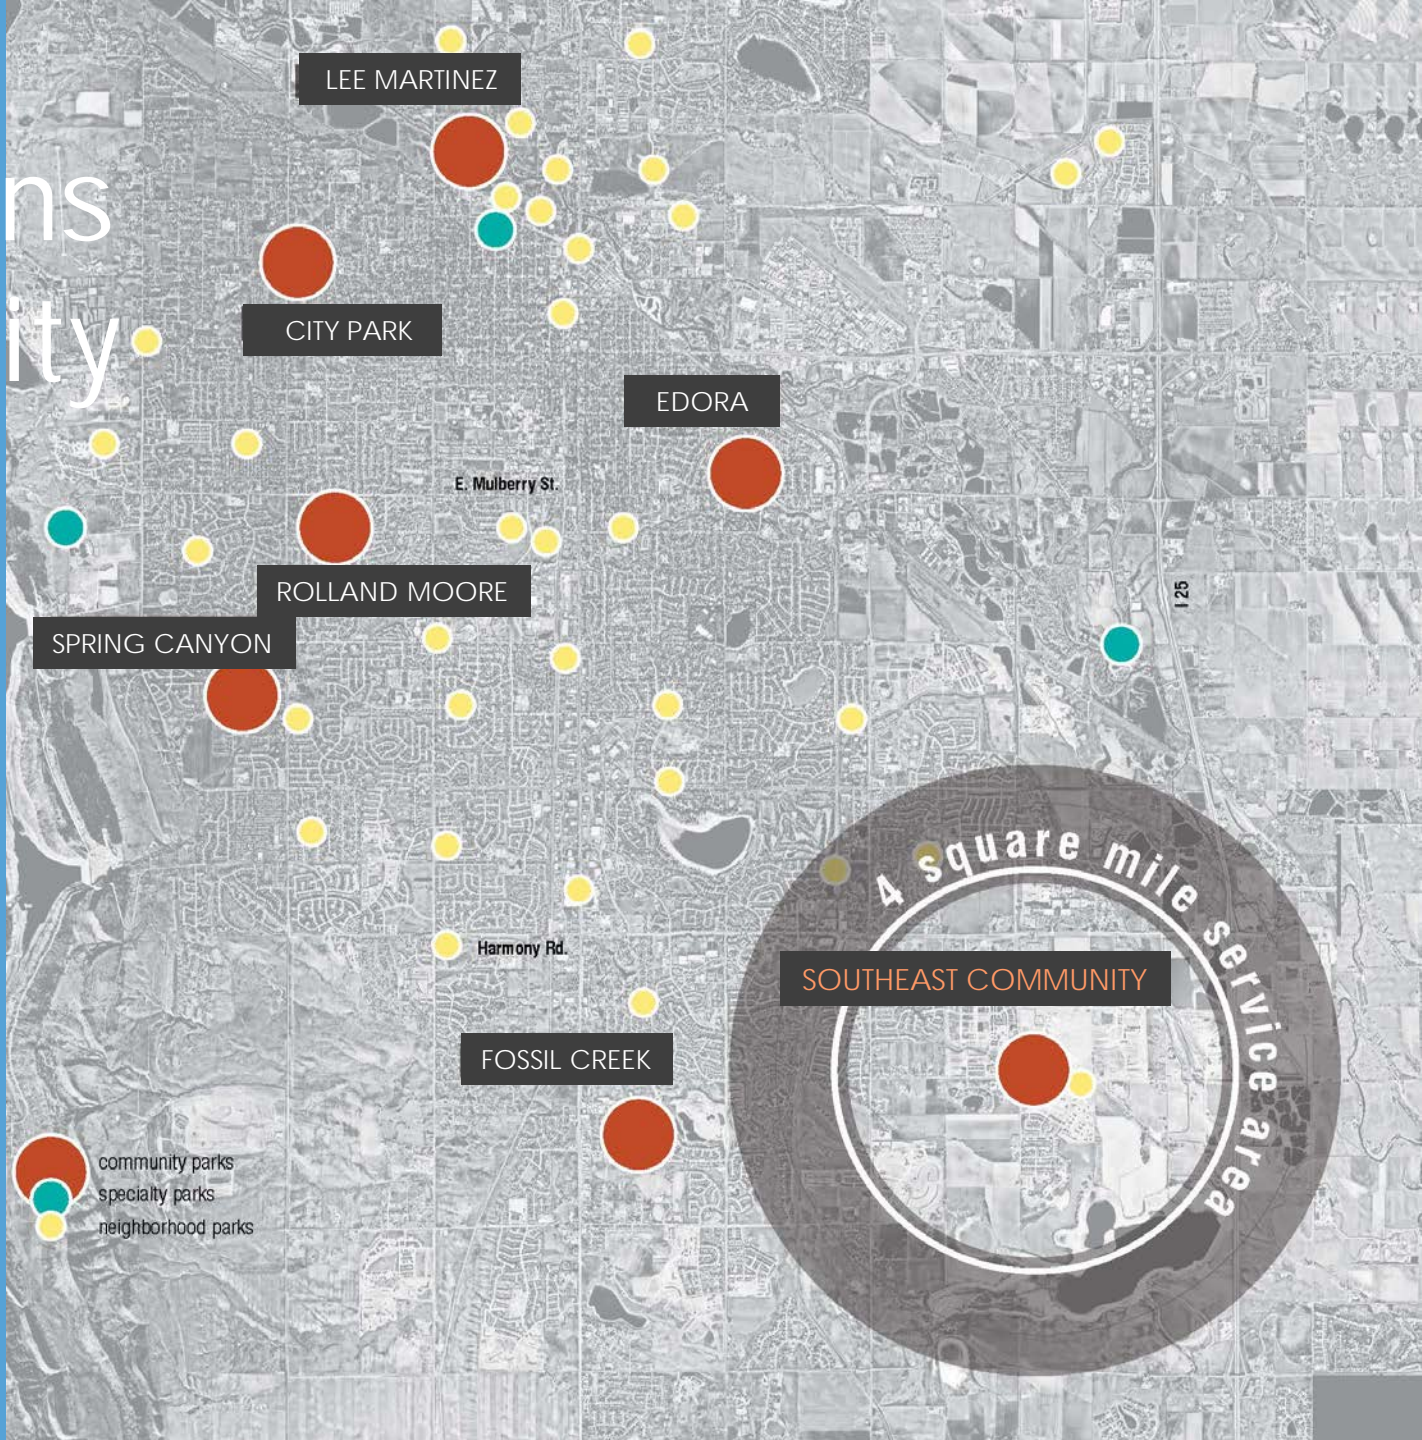 LEE MARTINEZ
ns
CITY PARK
ity
EDORA
E. Mulberry St.
ROLLAND MOORE
I 25
SPRING CANYON
4 square mile service area
Harmony Rd.
SOUTHEAST COMMUNITY
FOSSIL CREEK
community parks
specialty parks
neighborhood parks